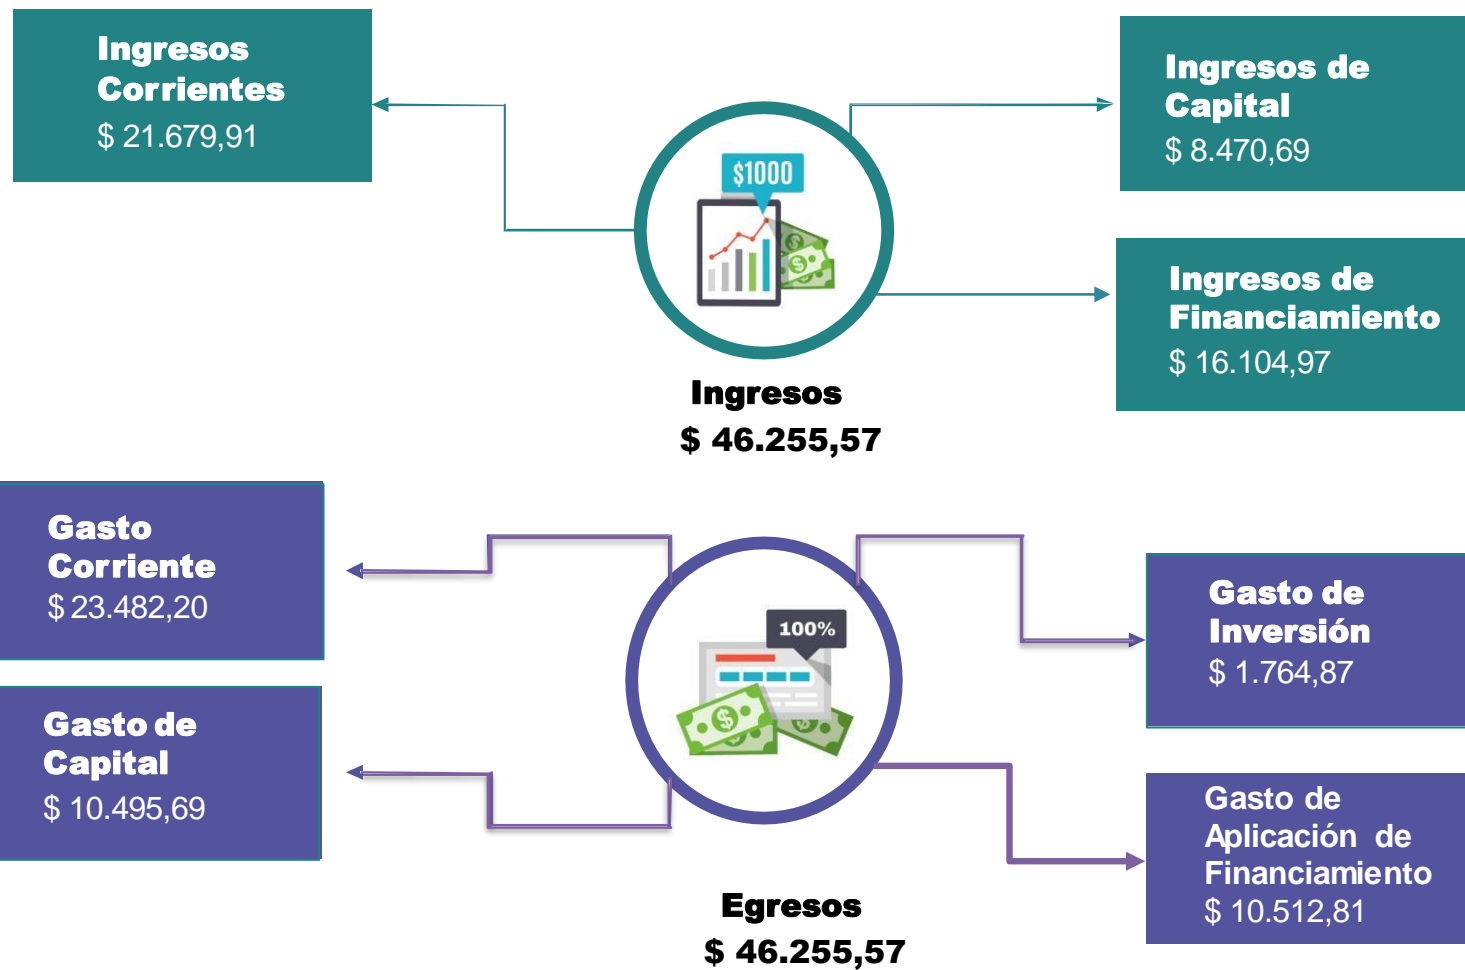 Ingresos
Corrientes
$ 21.679,91
Ingresos de
Capital
$ 8.470,69
$1000
Ingresos de
Financiamiento
$ 16.104,97
Ingresos
$ 46.255,57
Gasto
Corriente
$ 23.482,20
Gasto de
Inversión
$ 1.764,87
100%
Gasto de
Capital
$ 10.495,69
Gasto de
Aplicación de
Financiamiento
$ 10.512,81
Egresos
$ 46.255,57